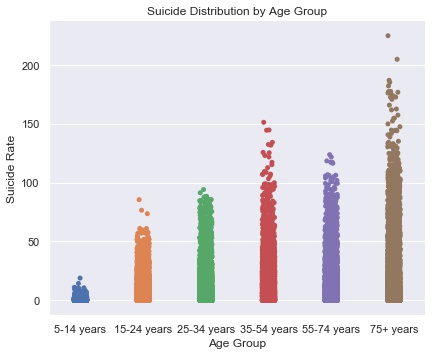 Suicide Distribution by Age Group
200
150
100
50
0
Suicide Rate
5-14 years 15-24 years 25-34 years 35-54 years 55-74 years 75+ years
Age Group